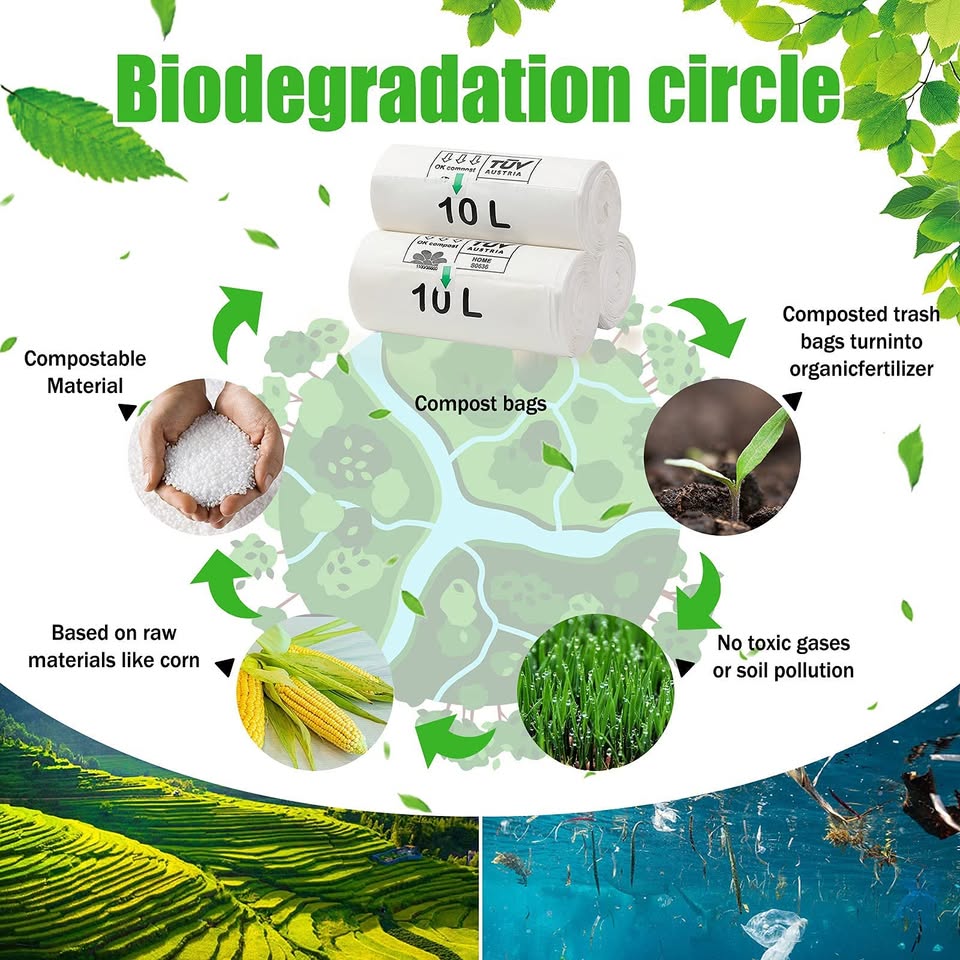 Biodegradation circle
OK compost
TÜV
AUSTRIA
10 L
OK compost
TÜV
AUSTRIA
HOME
S0536
10 L
Compost bags
Compostable
Material
Composted trash
bags turninto
organicfertilizer
Based on raw
materials like corn
No toxic gases
or soil pollution